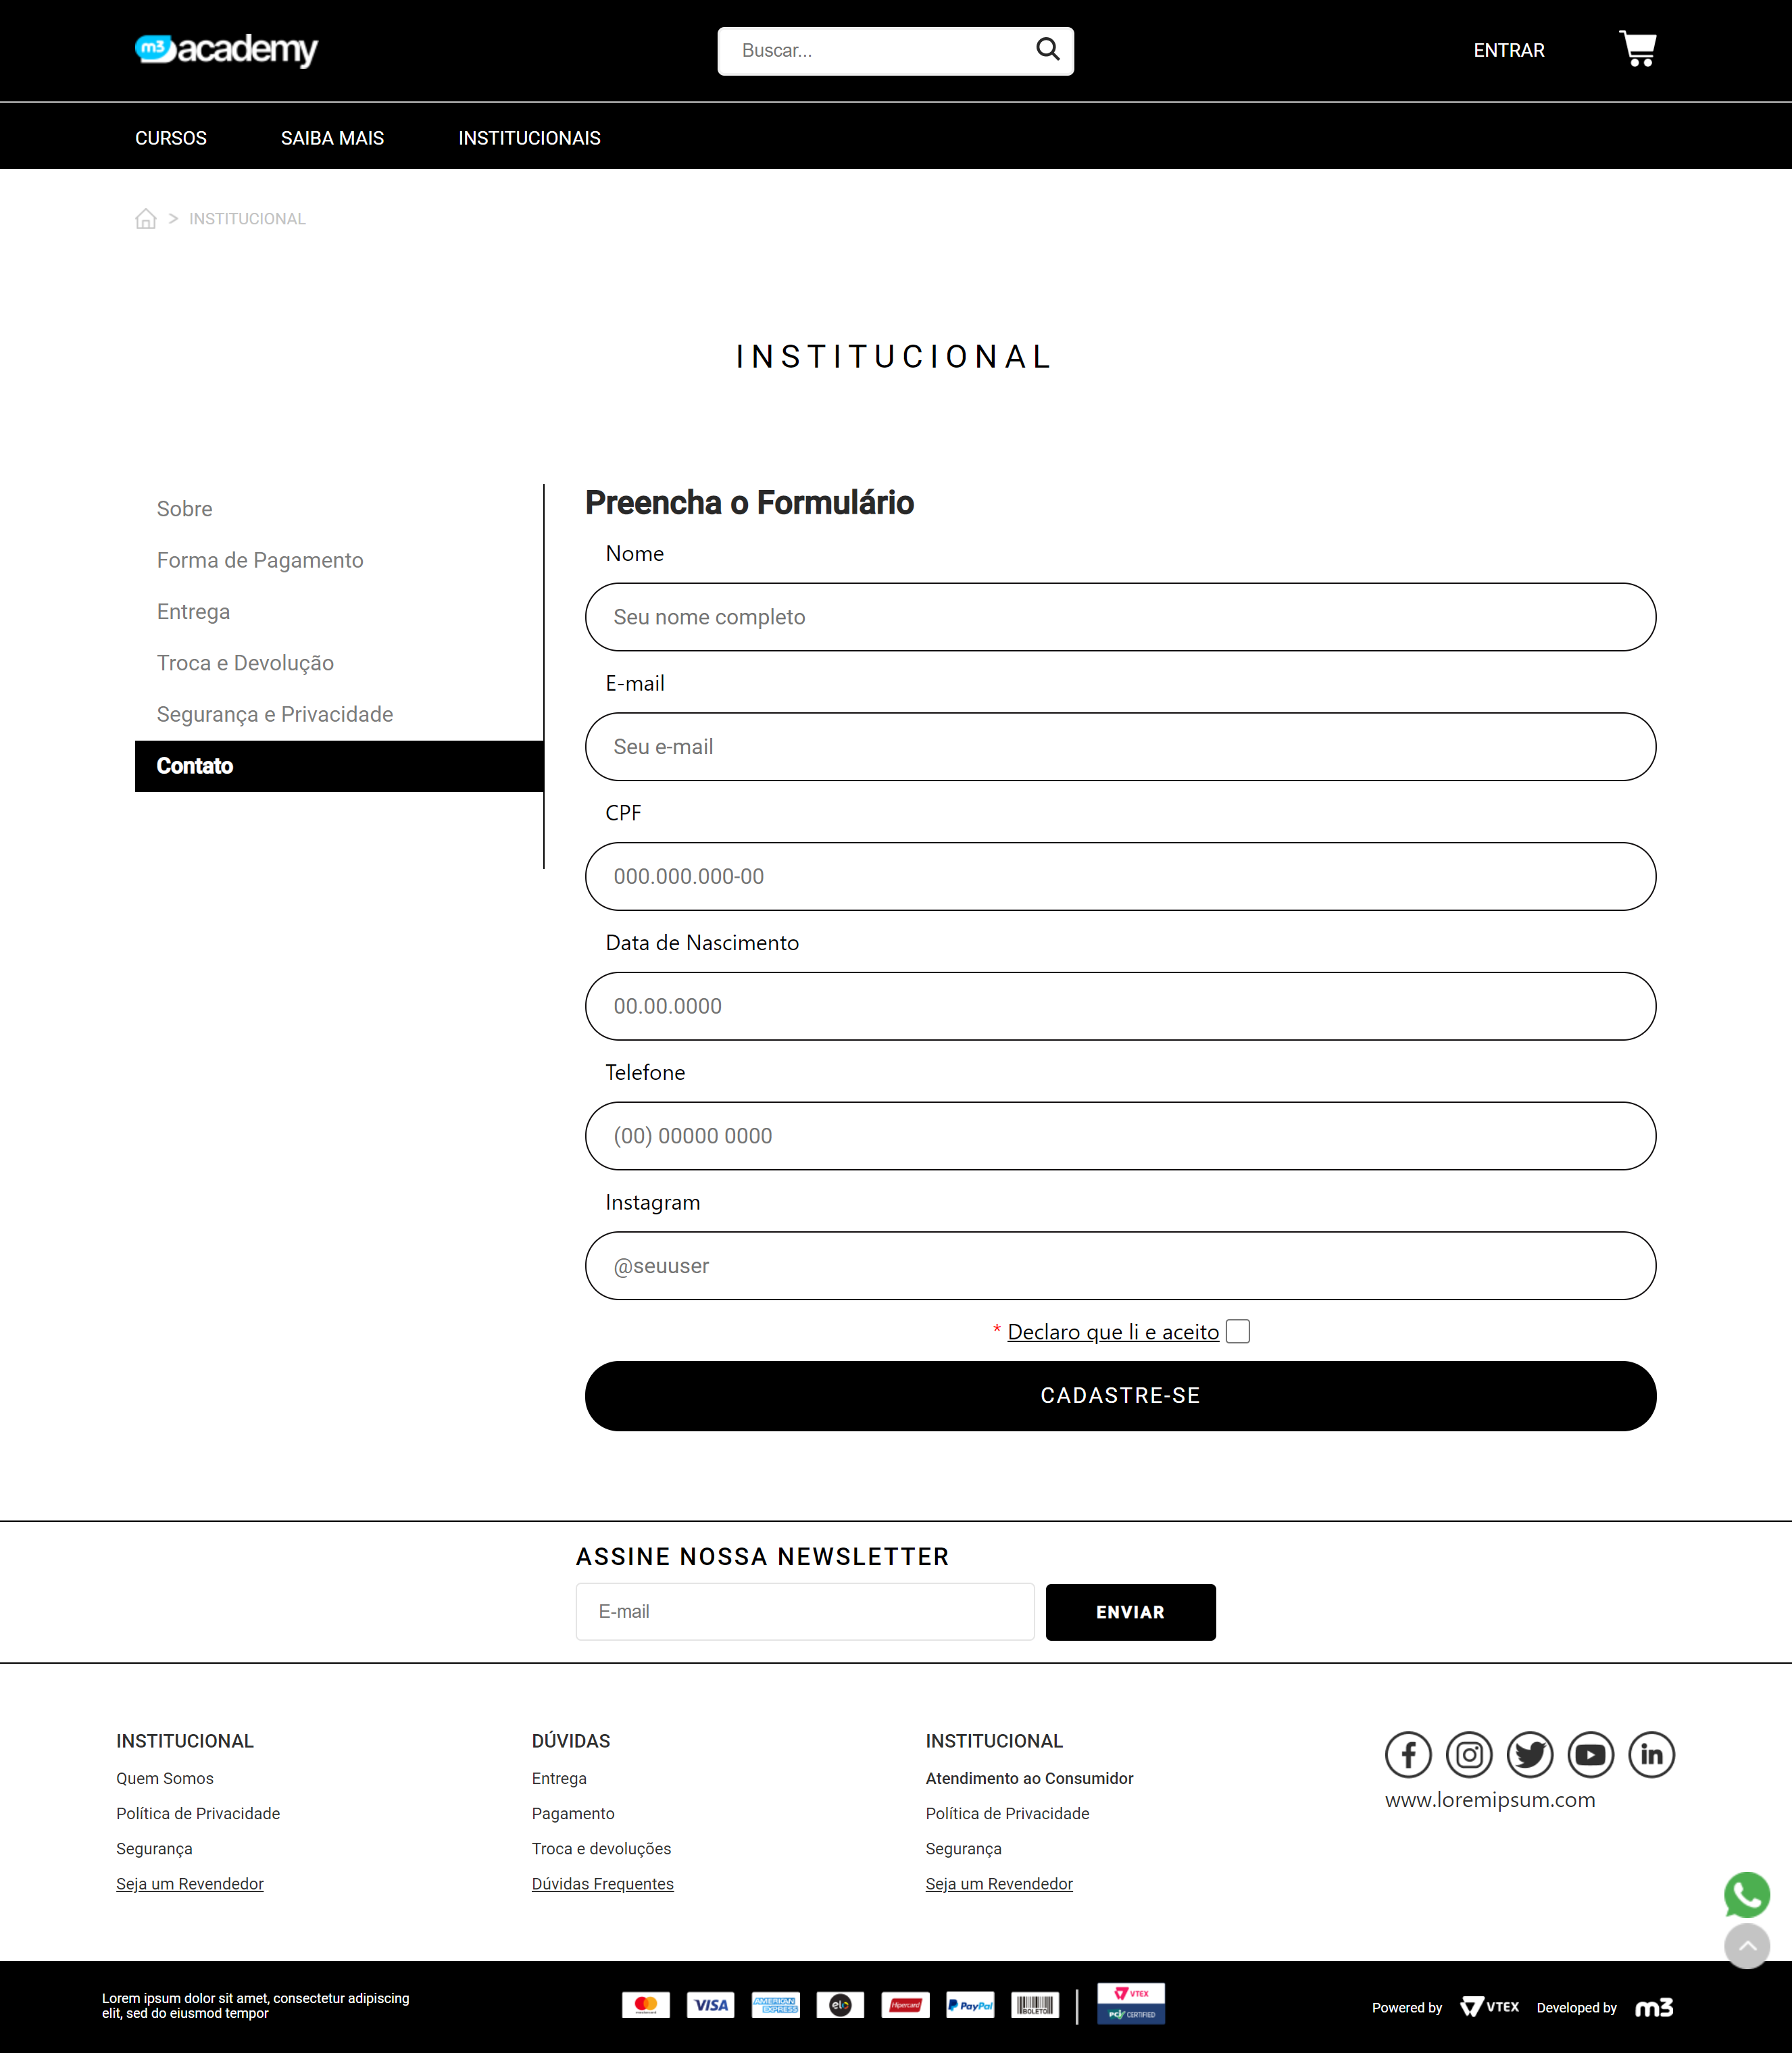 m3academy
Buscar...
ENTRAR
CURSOS
SAIBA MAIS
INSTITUCIONAIS
> INSTITUCIONAL
INSTITUCIONAL
Sobre
Forma de Pagamento
Entrega
Troca e Devolução
Segurança e Privacidade
Contato
Preencha o Formulário
Nome
Seu nome completo
E-mail
Seu e-mail
CPF
000.000.000-00
Data de Nascimento
00.00.0000
Telefone
(00) 00000 0000
Instagram
@seuuser
* Declaro que li e aceito
CADASTRE-SE
ASSINE NOSSA NEWSLETTER
E-mail
ENVIAR
INSTITUCIONAL
Quem Somos
Política de Privacidade
Segurança
Seja um Revendedor
DÚVIDAS
Entrega
Pagamento
Troca e devoluções
Dúvidas Frequentes
INSTITUCIONAL
Atendimento ao Consumidor
Política de Privacidade
Segurança
Seja um Revendedor
www.loremipsum.com
Lorem ipsum dolor sit amet, consectetur adipiscing
elit, sed do eiusmod tempor
VISA
AMERICAN EXPRESS
elo
Hipercard
PayPal
BOLETO
VTEX
PCI CERTIFIED
Powered by
VTEX
Developed by
m3